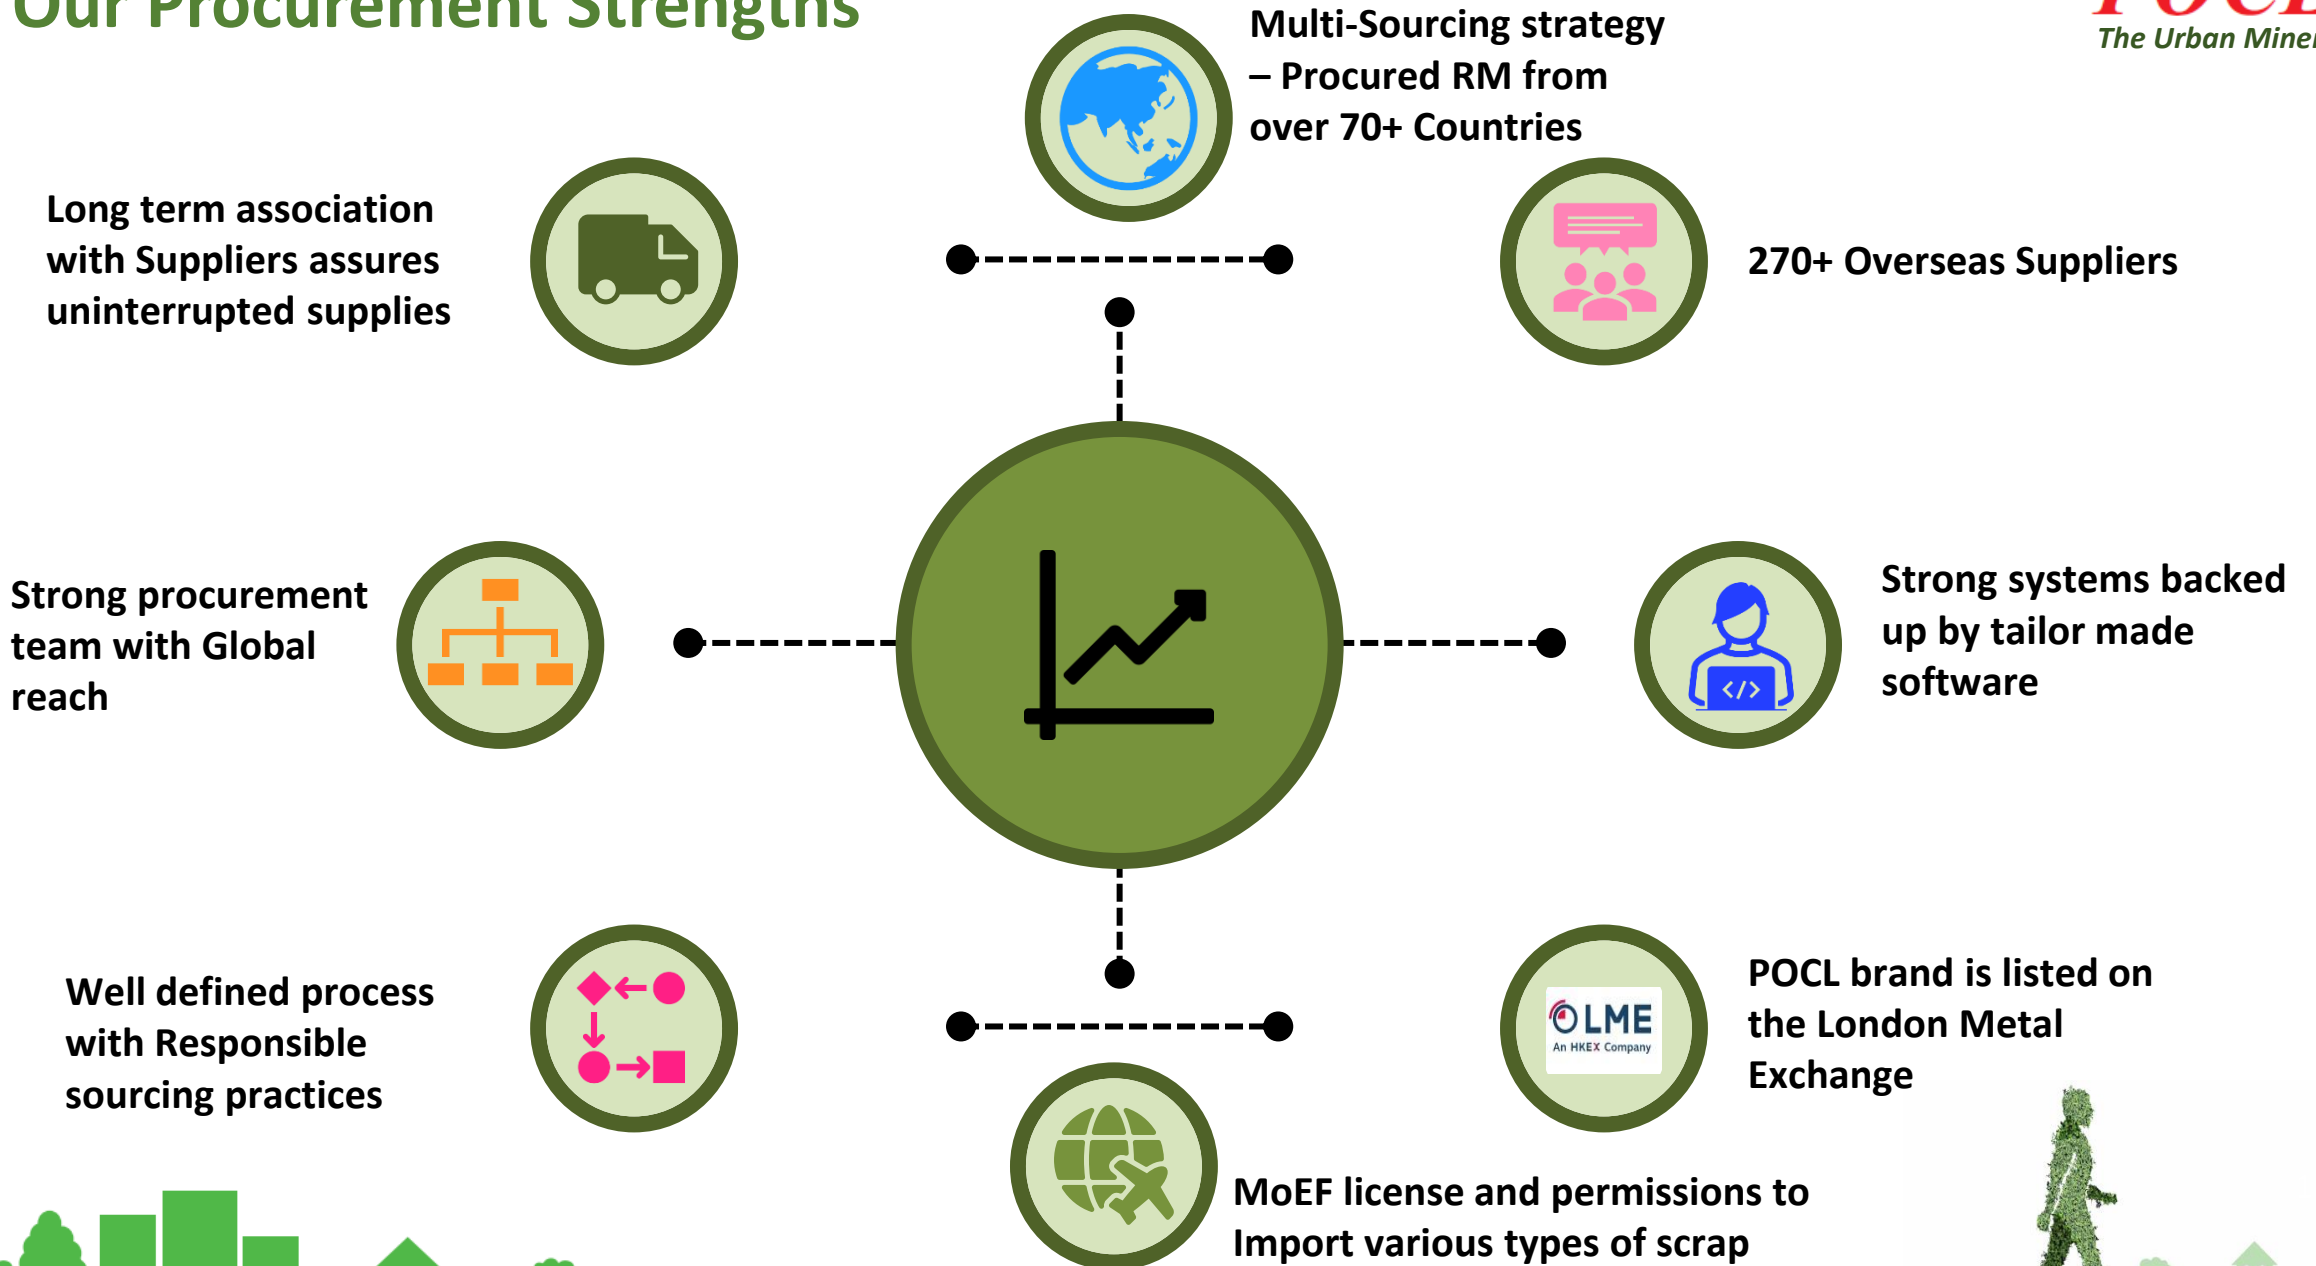 Our Procurement Strengths
POCL
The Urban Miner
Multi-Sourcing strategy
– Procured RM from
over 70+ Countries
Long term association
with Suppliers assures
uninterrupted supplies
270+ Overseas Suppliers
Strong procurement
team with Global
reach
Strong systems backed
up by tailor made
software
</>
Well defined process
with Responsible
sourcing practices
LME
An HKEX Company
POCL brand is listed on
the London Metal
Exchange
MoEF license and permissions to
Import various types of scrap